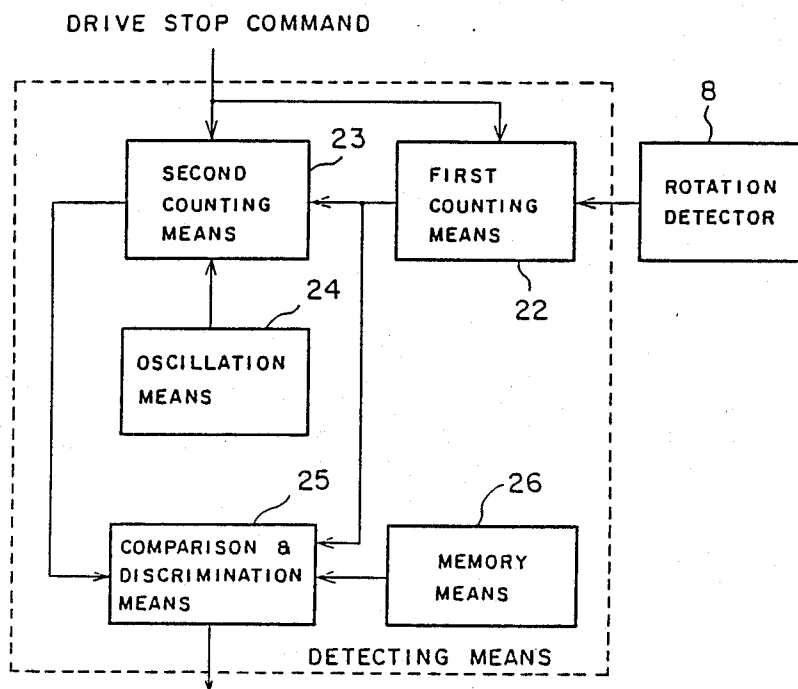 DRIVE STOP COMMAND
8
23
SECOND
COUNTING
MEANS
FIRST
COUNTING
MEANS
ROTATION
DETECTOR
22
24
OSCILLATION
MEANS
25
26
COMPARISON &
DISCRIMINATION
MEANS
MEMORY
MEANS
DETECTING MEANS